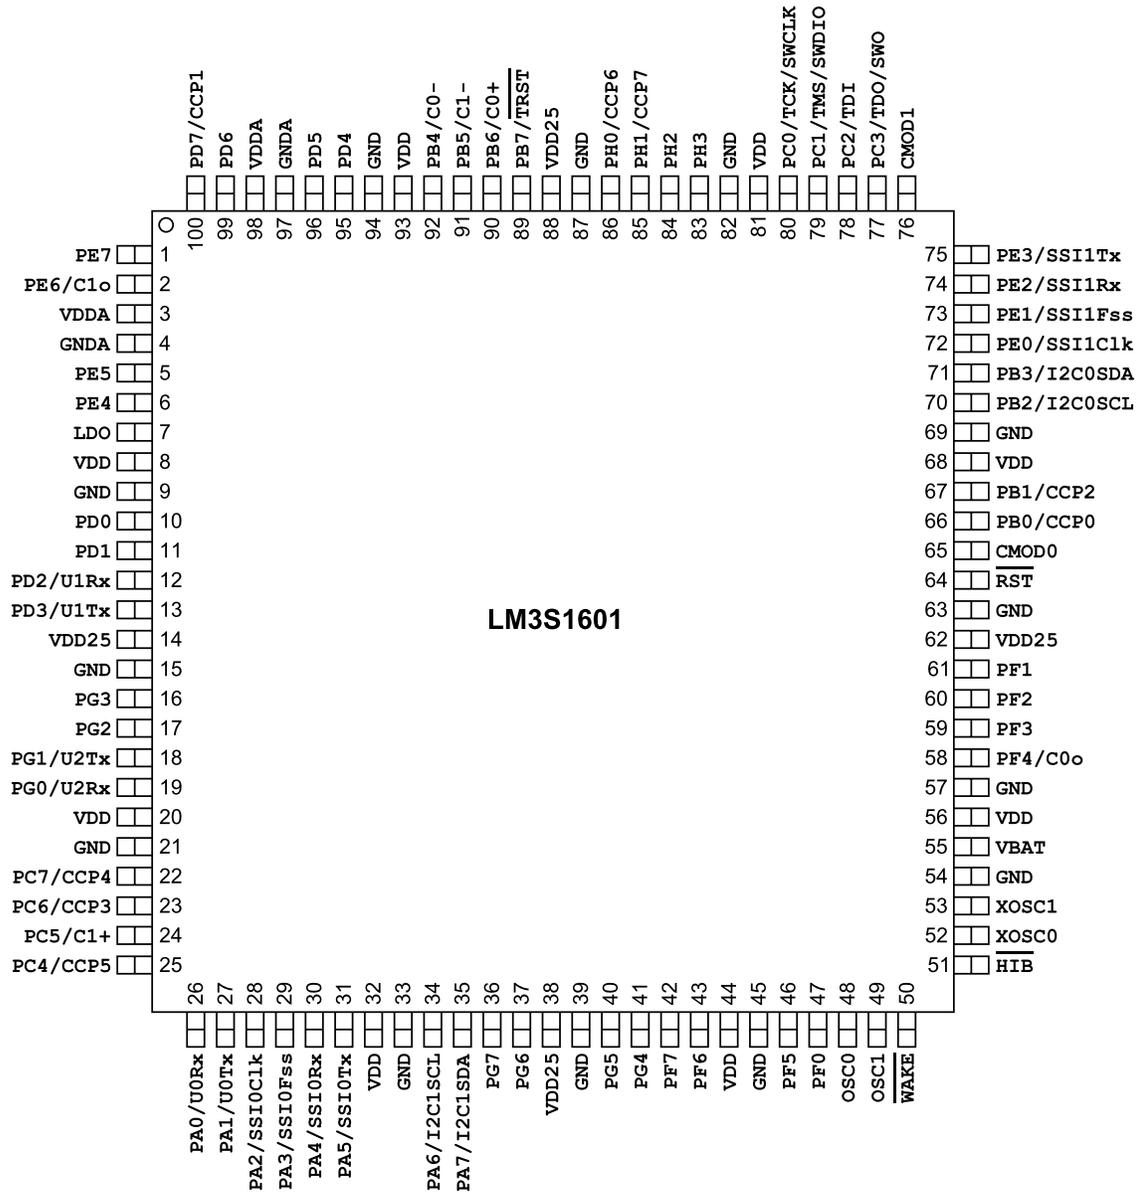 PD7/CCP1
PD6
VDDA
GNDA
PD5
PD4
GND
VDD
PB4/C0-
PB5/C1-
PB6/C0+
PB7/TRST
VDD25
GND
PH0/CCP6
PH1/CCP7
PH2
PH3
GND
VDD
PC0/TCK/SWCLK
PC1/TMS/SWDIO
PC2/TDI
PC3/TDO/SWO
CMOD1
100 99 98 97 96 95 94 93 92 91 90 89 88 87 86 85 84 83 82 81 80 79 78 77 76
PE7 1
PE6/C1o 2
VDDA 3
GNDA 4
PE5 5
PE4 6
LDO 7
VDD 8
GND 9
PD0 10
PD1 11
PD2/U1Rx 12
PD3/U1Tx 13
VDD25 14
GND 15
PG3 16
PG2 17
PG1/U2Tx 18
PG0/U2Rx 19
VDD 20
GND 21
PC7/CCP4 22
PC6/CCP3 23
PC5/C1+ 24
PC4/CCP5 25
LM3S1601
75 PE3/SSI1Tx
74 PE2/SSI1Rx
73 PE1/SSI1Fss
72 PE0/SSI1Clk
71 PB3/I2C0SDA
70 PB2/I2C0SCL
69 GND
68 VDD
67 PB1/CCP2
66 PB0/CCP0
65 CMOD0
64 RST
63 GND
62 VDD25
61 PF1
60 PF2
59 PF3
58 PF4/C0o
57 GND
56 VDD
55 VBAT
54 GND
53 XOSC1
52 XOSC0
51 HIB
26 27 28 29 30 31 32 33 34 35 36 37 38 39 40 41 42 43 44 45 46 47 48 49 50
PA0/U0Rx
PA1/U0Tx
PA2/SSI0Clk
PA3/SSI0Fss
PA4/SSI0Rx
PA5/SSI0Tx
VDD
GND
PA6/I2C1SCL
PA7/I2C1SDA
PG7
PG6
VDD25
GND
PG5
PG4
PF7
PF6
VDD
GND
PF5
PF0
OSC0
OSC1
WAKE